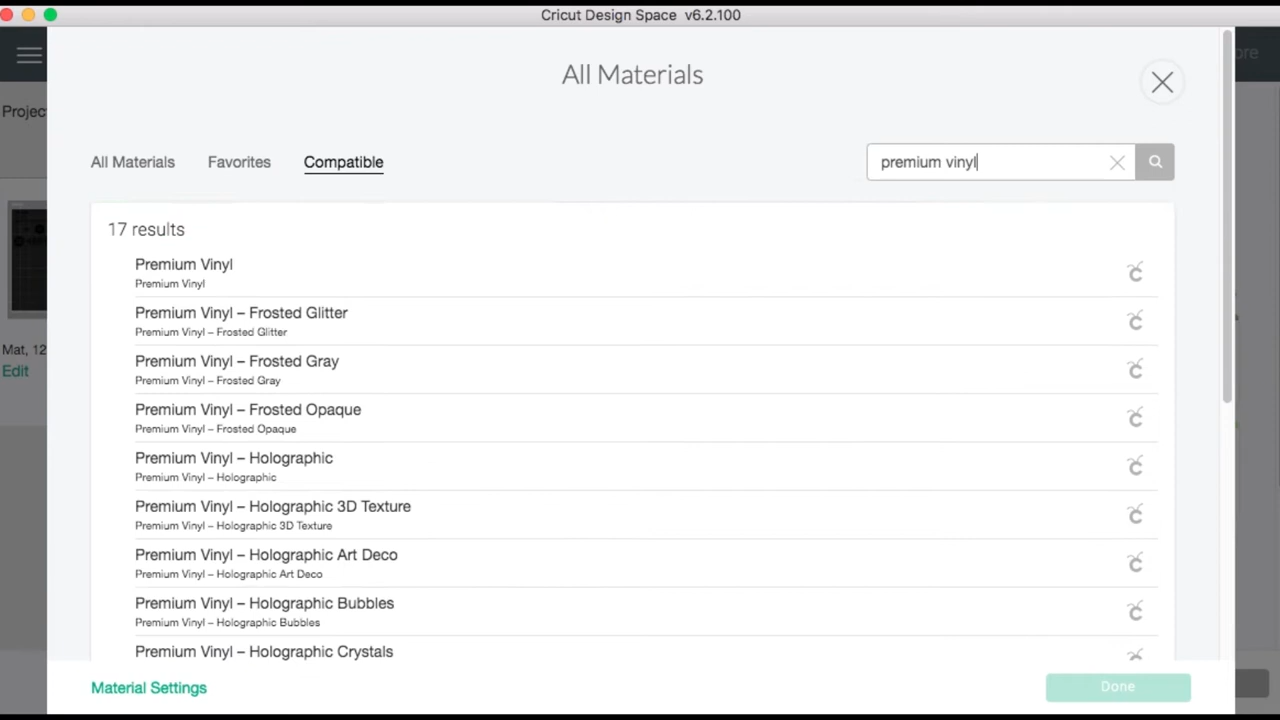 Cricut Design Space v6.2.100
All Materials
All Materials Favorites Compatible
premium vinyl
17 results
Premium Vinyl
Premium Vinyl
Premium Vinyl – Frosted Glitter
Premium Vinyl – Frosted Glitter
Premium Vinyl – Frosted Gray
Premium Vinyl – Frosted Gray
Premium Vinyl – Frosted Opaque
Premium Vinyl – Frosted Opaque
Premium Vinyl – Holographic
Premium Vinyl – Holographic
Premium Vinyl – Holographic 3D Texture
Premium Vinyl – Holographic 3D Texture
Premium Vinyl – Holographic Art Deco
Premium Vinyl – Holographic Art Deco
Premium Vinyl – Holographic Bubbles
Premium Vinyl – Holographic Bubbles
Premium Vinyl – Holographic Crystals
Material Settings
Done
Projec
Mat, 12
Edit